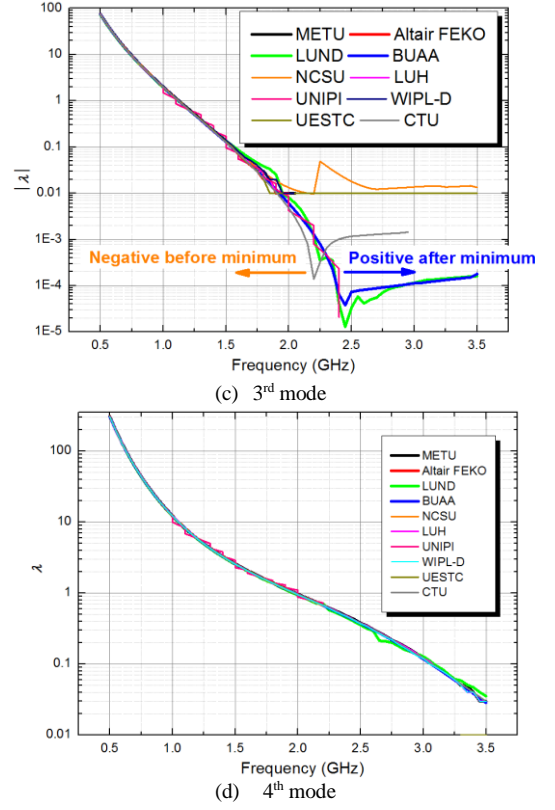 100
10
1
0.1
0.01
1E-3
1E-4
1E-5
|λ|
METU Altair FEKO
LUND BUAA
NCSU LUH
UNIPI WIPL-D
UESTC CTU
Negative before minimum Positive after minimum
0.5 1.0 1.5 2.0 2.5 3.0 3.5
Frequency (GHz)
(c) 3rd mode
100
10
1
0.1
0.01
λ
METU
Altair FEKO
LUND
BUAA
NCSU
LUH
UNIPI
WIPL-D
UESTC
CTU
0.5 1.0 1.5 2.0 2.5 3.0 3.5
Frequency (GHz)
(d) 4th mode